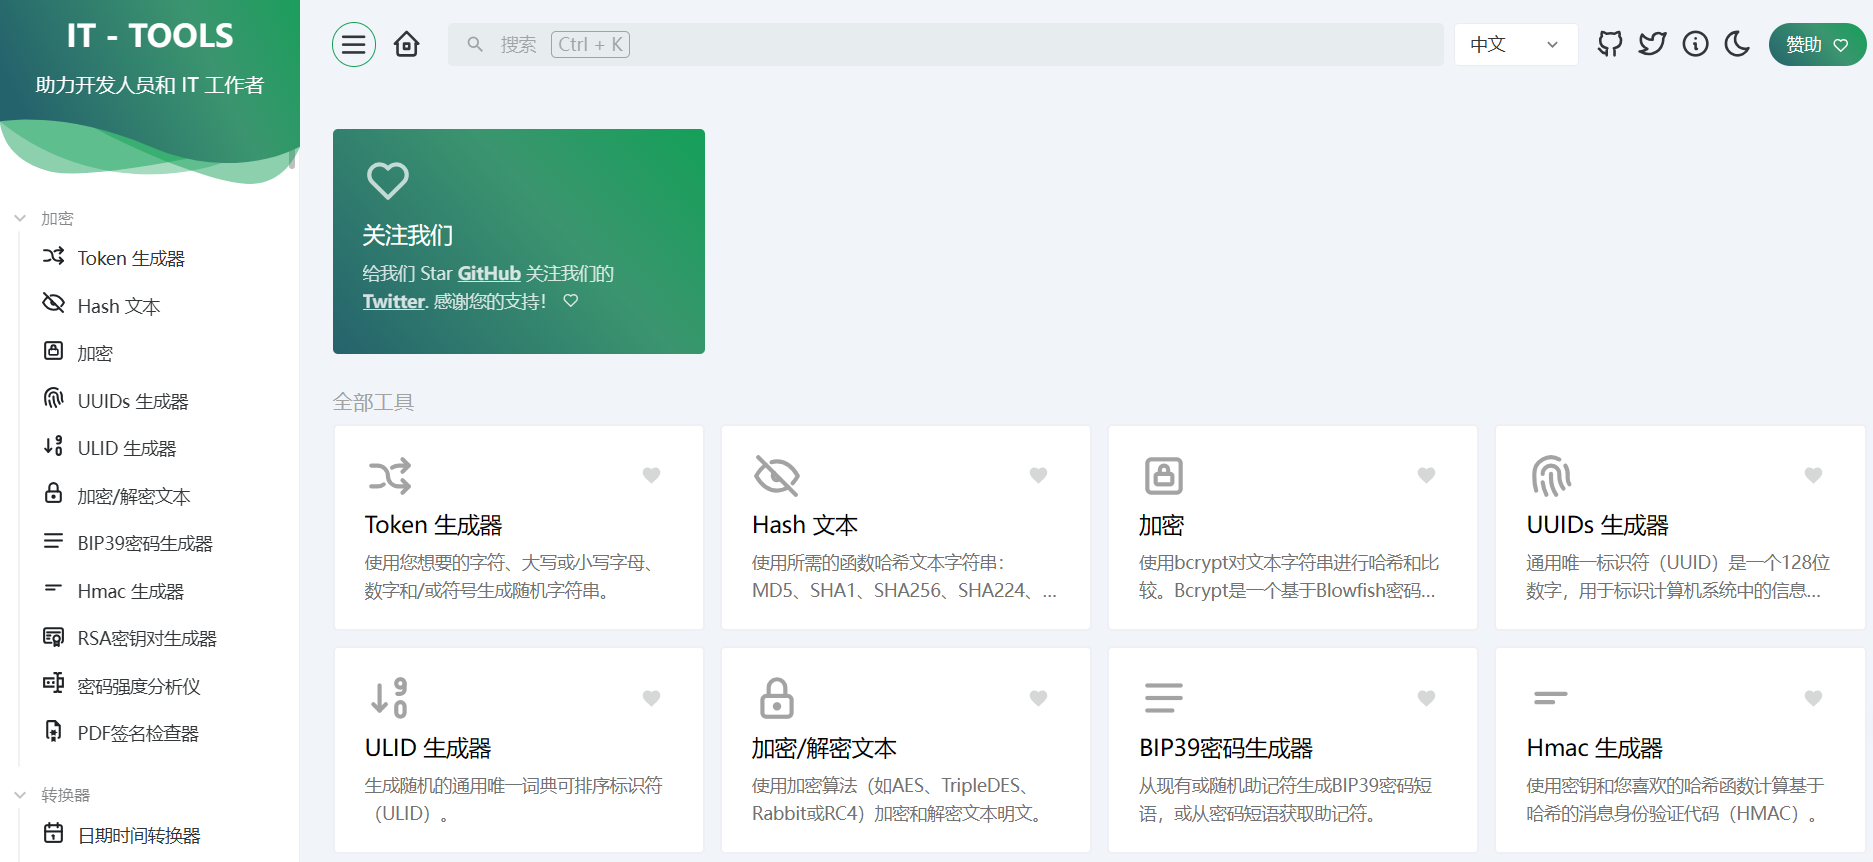 IT - TOOLS
助力开发人员和 IT 工作者
加密
Token 生成器
Hash 文本
加密
UUIDs 生成器
ULID 生成器
加密/解密文本
BIP39密码生成器
Hmac 生成器
RSA密钥对生成器
密码强度分析仪
PDF签名检查器
转换器
日期时间转换器
搜索 Ctrl + K
中文
赞助
关注我们
给我们 Star GitHub 关注我们的
Twitter. 感谢您的支持！
全部工具
Token 生成器
使用您想要的字符、大写或小写字母、
数字和/或符号生成随机字符串。
Hash 文本
使用所需的函数哈希文本字符串：
MD5、SHA1、SHA256、SHA224、...
加密
使用bcrypt对文本字符串进行哈希和比
较。Bcrypt是一个基于Blowfish密码...
UUIDs 生成器
通用唯一标识符（UUID）是一个128位
数字，用于标识计算机系统中的信息...
ULID 生成器
生成随机的通用唯一词典可排序标识符
（ULID）。
加密/解密文本
使用加密算法（如AES、TripleDES、
Rabbit或RC4）加密和解密文本明文。
BIP39密码生成器
从现有或随机助记符生成BIP39密码短
语，或从密码短语获取助记符。
Hmac 生成器
使用密钥和您喜欢的哈希函数计算基于
哈希的消息身份验证代码（HMAC）。